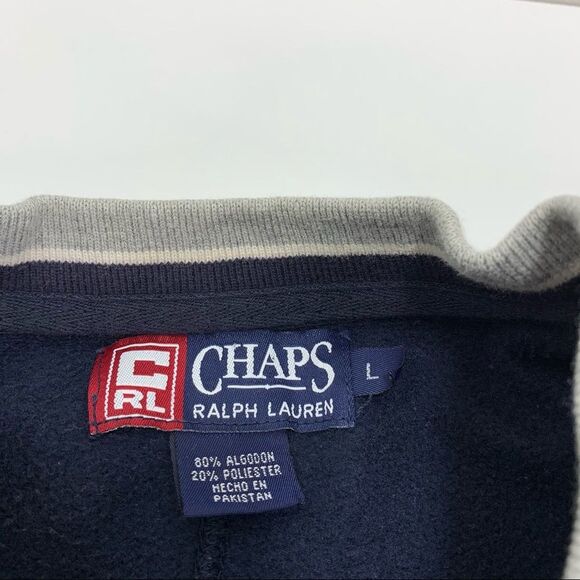 C
RL
CHAPS
RALPH LAUREN
L
80% ALGODON
20% POLIESTER
HECHO EN
PAKISTAN